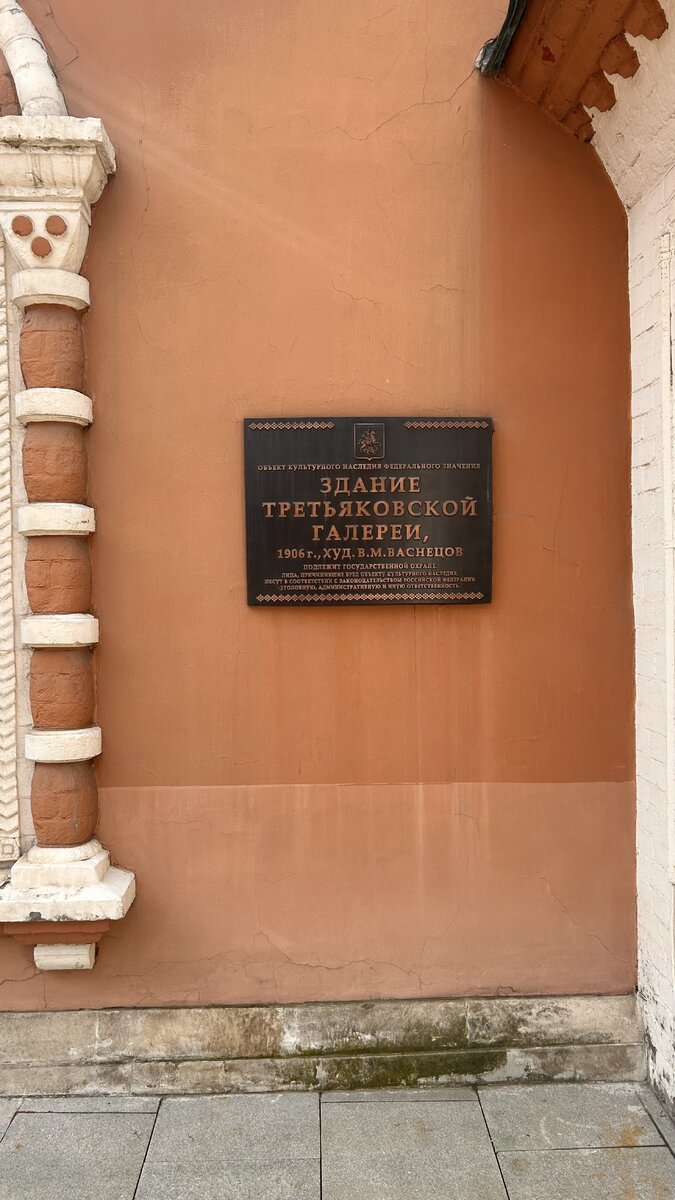 ОБЪЕКТ КУЛЬТУРНОГО НАСЛЕДИЯ ФЕДЕРАЛЬНОГО ЗНАЧЕНИЯ
ЗДАНИЕ
ТРЕТЬЯКОВСКОЙ
ГАЛЕРЕИ,
1906 г., ХУД. В.М.ВАСНЕЦОВ
ПОДЛЕЖИТ ГОСУДАРСТВЕННОЙ ОХРАНЕ
ЛИЦА, ПРИЧИНИВШИЕ ВРЕД ОБЪЕКТУ КУЛЬТУРНОГО НАСЛЕДИЯ,
НЕСУТ В СООТВЕТСТВИИ С ЗАКОНОДАТЕЛЬСТВОМ РОССИЙСКОЙ ФЕДЕРАЦИИ
УГОЛОВНУЮ, АДМИНИСТРАТИВНУЮ И ИНУЮ ОТВЕТСТВЕННОСТЬ